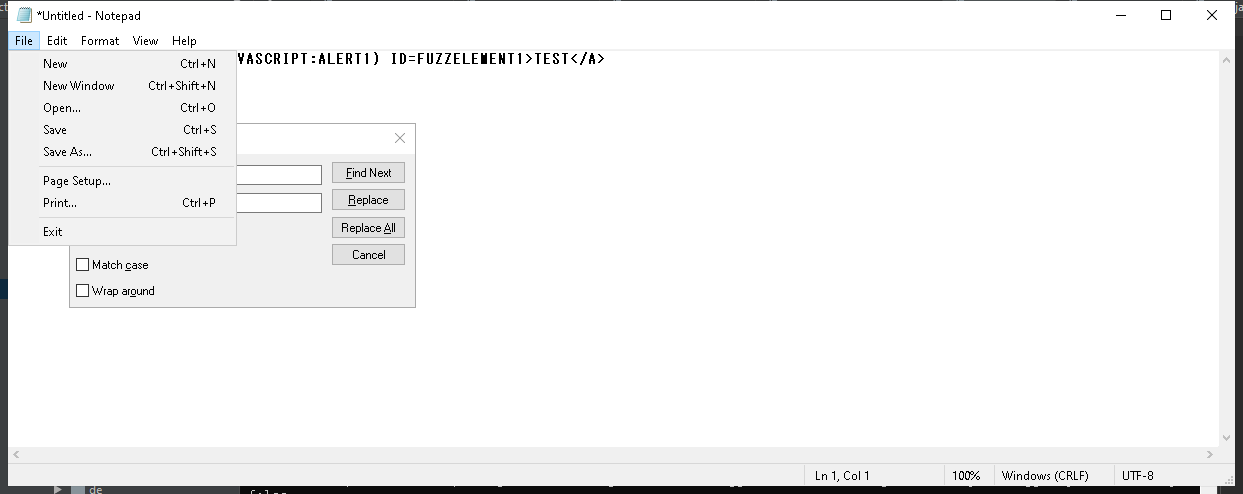 *Untitled - Notepad
File Edit Format View Help
VASCRIPT:ALERT1) ID=FUZZELEMENT1>TEST</A>
New Ctrl+N
New Window Ctrl+Shift+N
Open... Ctrl+O
Save Ctrl+S
Save As... Ctrl+Shift+S
Page Setup...
Print... Ctrl+P
Exit
Find Next
Replace
Replace All
Cancel
Match case
Wrap around
Ln 1, Col 1 100% Windows (CRLF) UTF-8
de